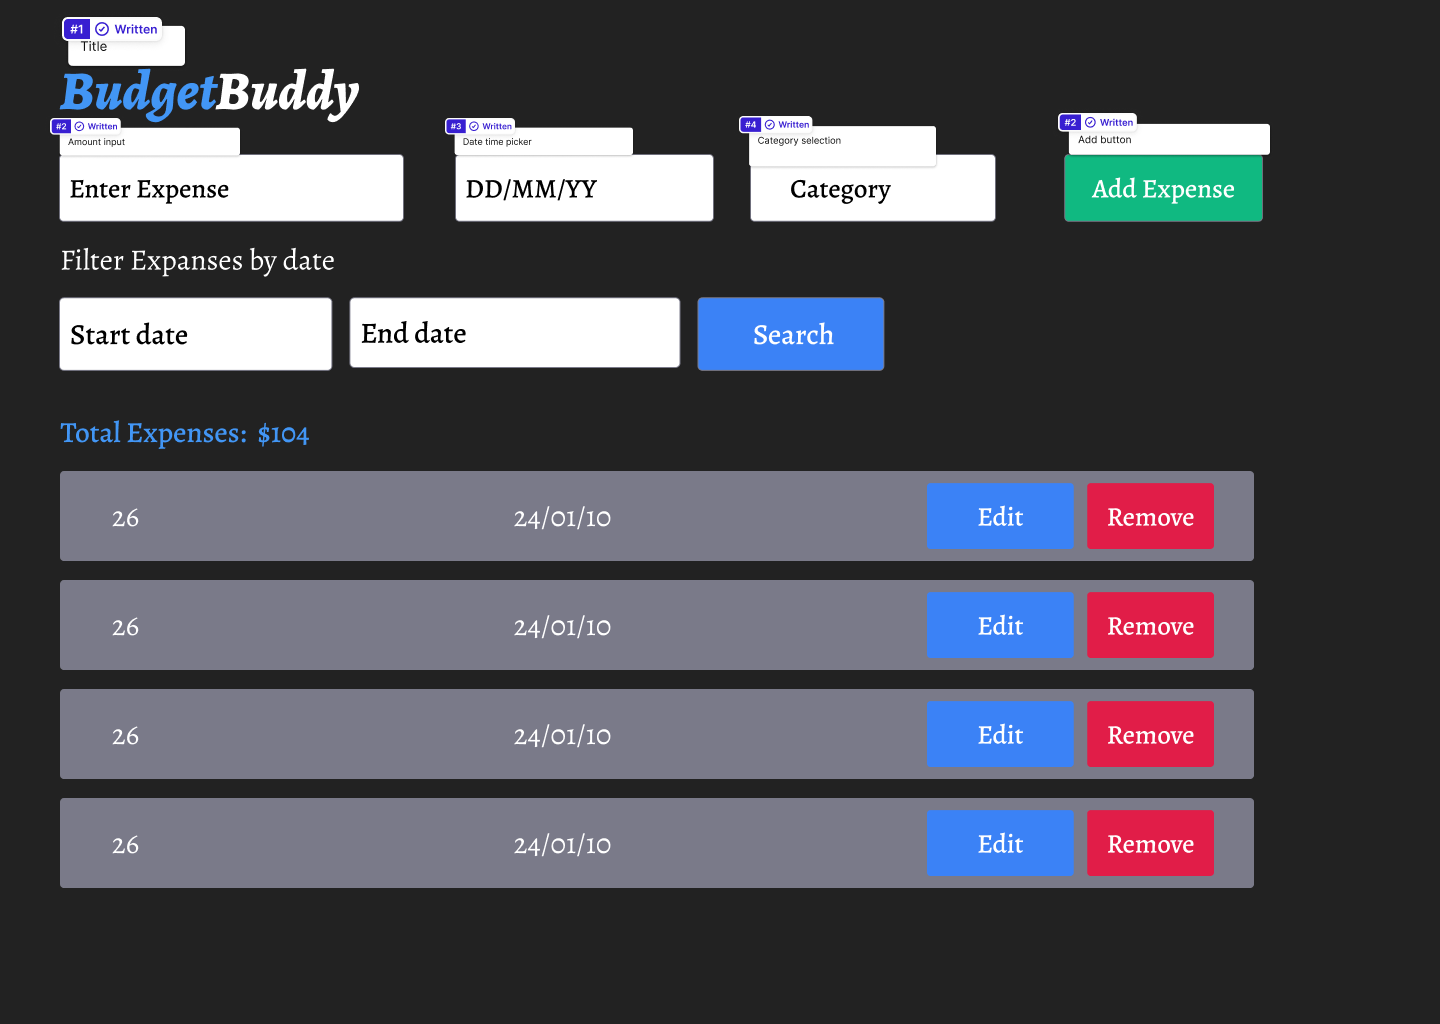 #1 Written
Title
BudgetBuddy
#2 Written
Amount input
#3 Written
Date time picker
#4 Written
Category selection
#2 Written
Add button
Enter Expense
DD/MM/YY
Category
Add Expense
Filter Expanses by date
Start date
End date
Search
Total Expenses: $104
26 24/01/10 Edit Remove
26 24/01/10 Edit Remove
26 24/01/10 Edit Remove
26 24/01/10 Edit Remove